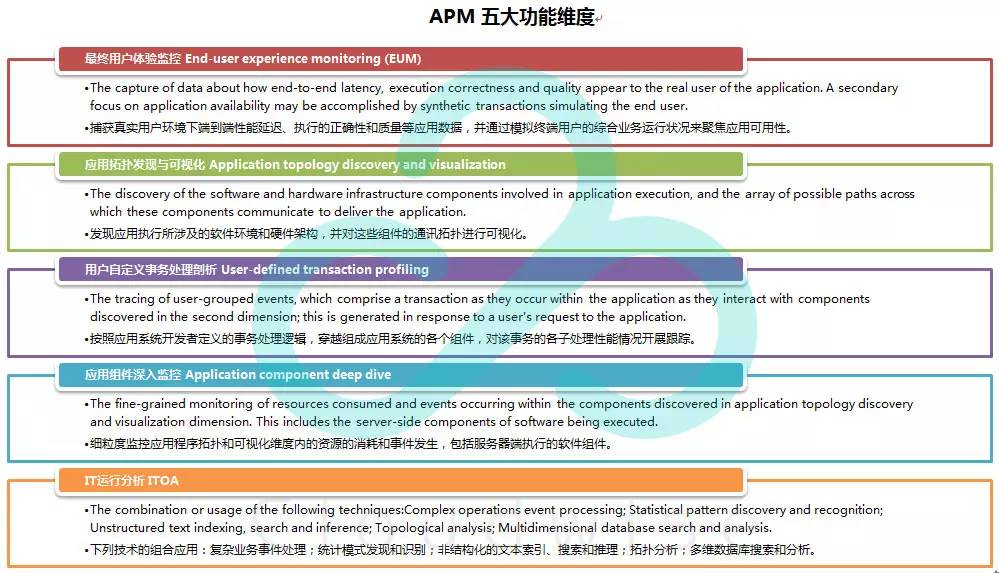 APM 五大功能维度
最终用户体验监控 End-user experience monitoring (EUM)
•The capture of data about how end-to-end latency, execution correctness and quality appear to the real user of the application. A secondary
focus on application availability may be accomplished by synthetic transactions simulating the end user.
•捕获真实用户环境下端到端性能延迟、执行的正确性和质量等应用数据，并通过模拟终端用户的综合业务运行状况来聚焦应用可用性。
应用拓扑发现与可视化 Application topology discovery and visualization
•The discovery of the software and hardware infrastructure components involved in application execution, and the array of possible paths across
which these components communicate to deliver the application.
•发现应用执行所涉及的软件环境和硬件架构，并对这些组件的通讯拓扑进行可视化。
用户自定义事务处理剖析 User-defined transaction profiling
•The tracing of user-grouped events, which comprise a transaction as they occur within the application as they interact with components
discovered in the second dimension; this is generated in response to a user's request to the application.
•按照应用系统开发者定义的事务处理逻辑，穿越组成应用系统的各个组件，对该事务的各子处理性能情况开展跟踪。
应用组件深入监控 Application component deep dive
•The fine-grained monitoring of resources consumed and events occurring within the components discovered in application topology discovery
and visualization dimension. This includes the server-side components of software being executed.
•细粒度监控应用程序拓扑和可视化维度内的资源的消耗和事件发生，包括服务器端执行的软件组件。
IT运行分析 ITOA
•The combination or usage of the following techniques:Complex operations event processing; Statistical pattern discovery and recognition;
Unstructured text indexing, search and inference; Topological analysis; Multidimensional database search and analysis.
•下列技术的组合应用：复杂业务事件处理；统计模式发现和识别；非结构化的文本索引、搜索和推理；拓扑分析；多维数据库搜索和分析。